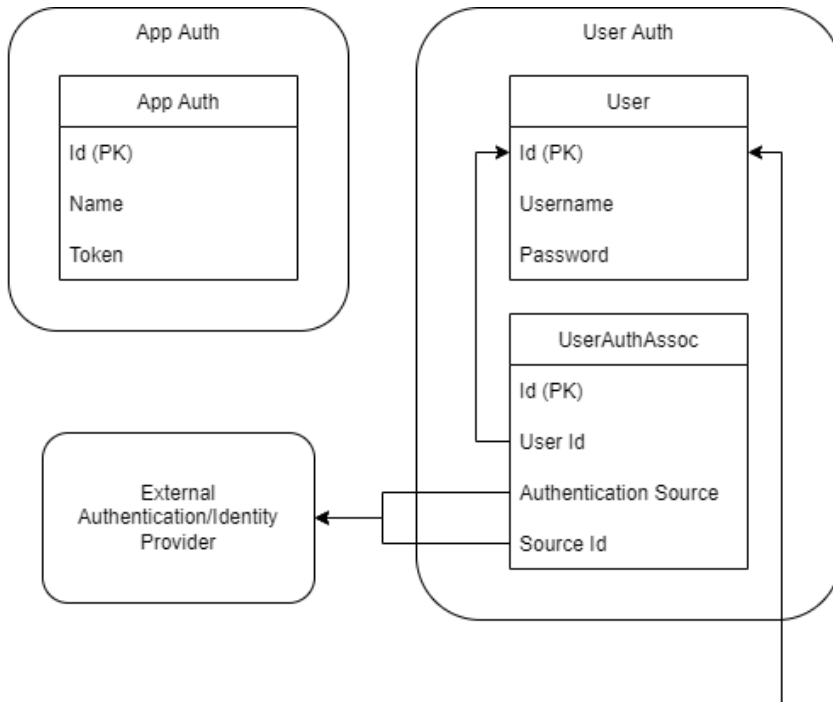 App Auth
App Auth
Id (PK)
Name
Token
User Auth
User
Id (PK)
Username
Password
UserAuthAssoc
Id (PK)
User Id
Authentication Source
Source Id
External
Authentication/Identity
Provider